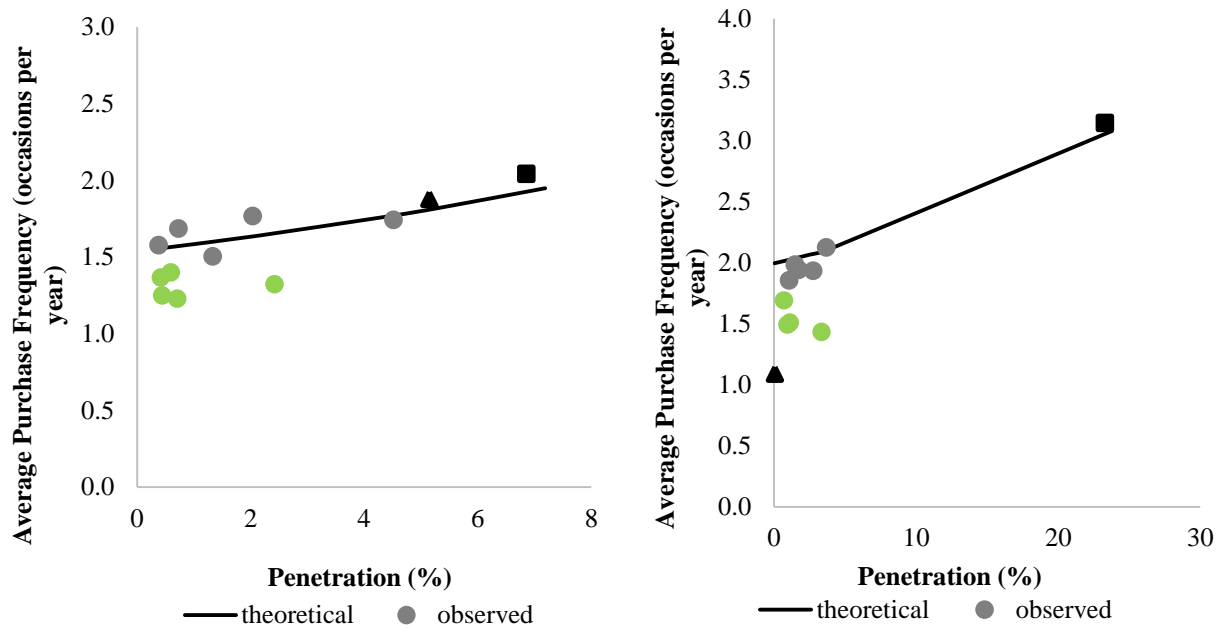 Average Purchase Frequency (occasions per
year)
3.0
2.5
2.0
1.5
1.0
0.5
0.0
0
2
4
6
8
Penetration (%)
theoretical
observed
Average Purchase Frequency (occasions per
year)
4.0
3.5
3.0
2.5
2.0
1.5
1.0
0.5
0.0
0
10
20
30
Penetration (%)
theoretical
observed